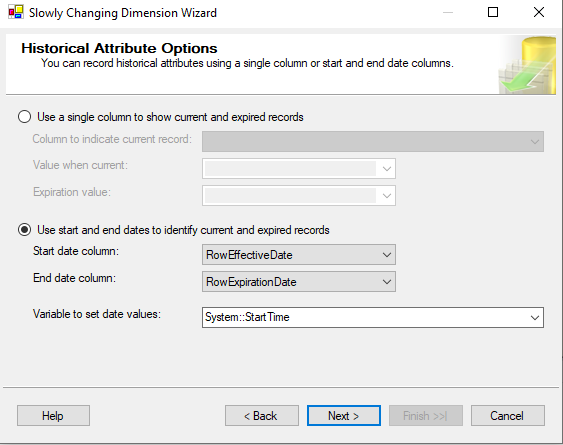 Slowly Changing Dimension Wizard
Historical Attribute Options
You can record historical attributes using a single column or start and end date columns.
Use a single column to show current and expired records
Column to indicate current record:
Value when current:
Expiration value:
Use start and end dates to identify current and expired records
Start date column:
RowEffectiveDate
End date column:
RowExpirationDate
Variable to set date values:
System::StartTime
Help
< Back
Next >
Finish >>|
Cancel